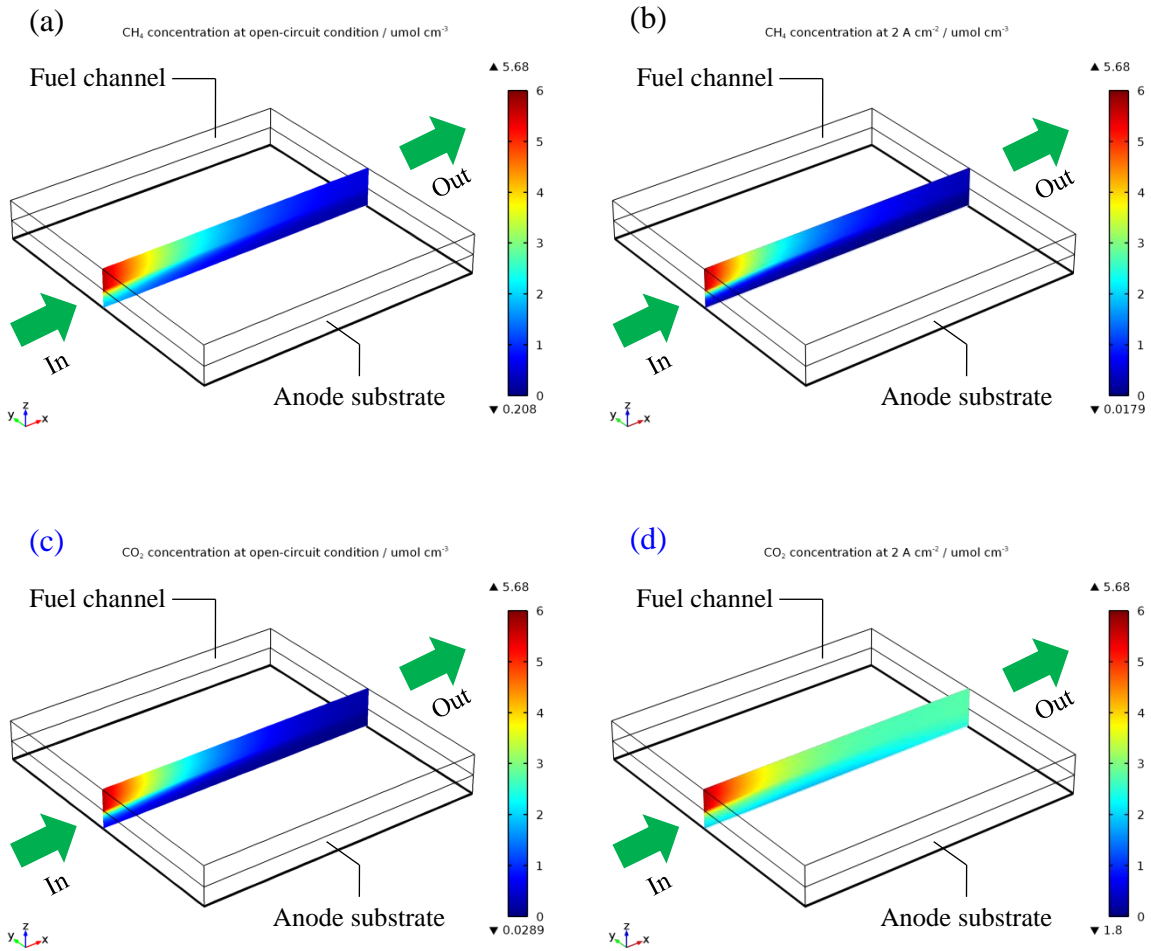 (a)
CH₄ concentration at open-circuit condition / umol cm⁻³
Fuel channel
▲ 5.68
6
5
4
3
2
1
0
▼ 0.208
Out
In
Anode substrate
z
y
x
(b)
CH₄ concentration at 2 A cm⁻² / umol cm⁻³
Fuel channel
▲ 5.68
6
5
4
3
2
1
0
▼ 0.0179
Out
In
Anode substrate
z
y
x
(c)
CO₂ concentration at open-circuit condition / umol cm⁻³
Fuel channel
▲ 5.68
6
5
4
3
2
1
0
▼ 0.0289
Out
In
Anode substrate
z
y
x
(d)
CO₂ concentration at 2 A cm⁻² / umol cm⁻³
Fuel channel
▲ 5.68
6
5
4
3
2
1
0
▼ 1.8
Out
In
Anode substrate
z
y
x